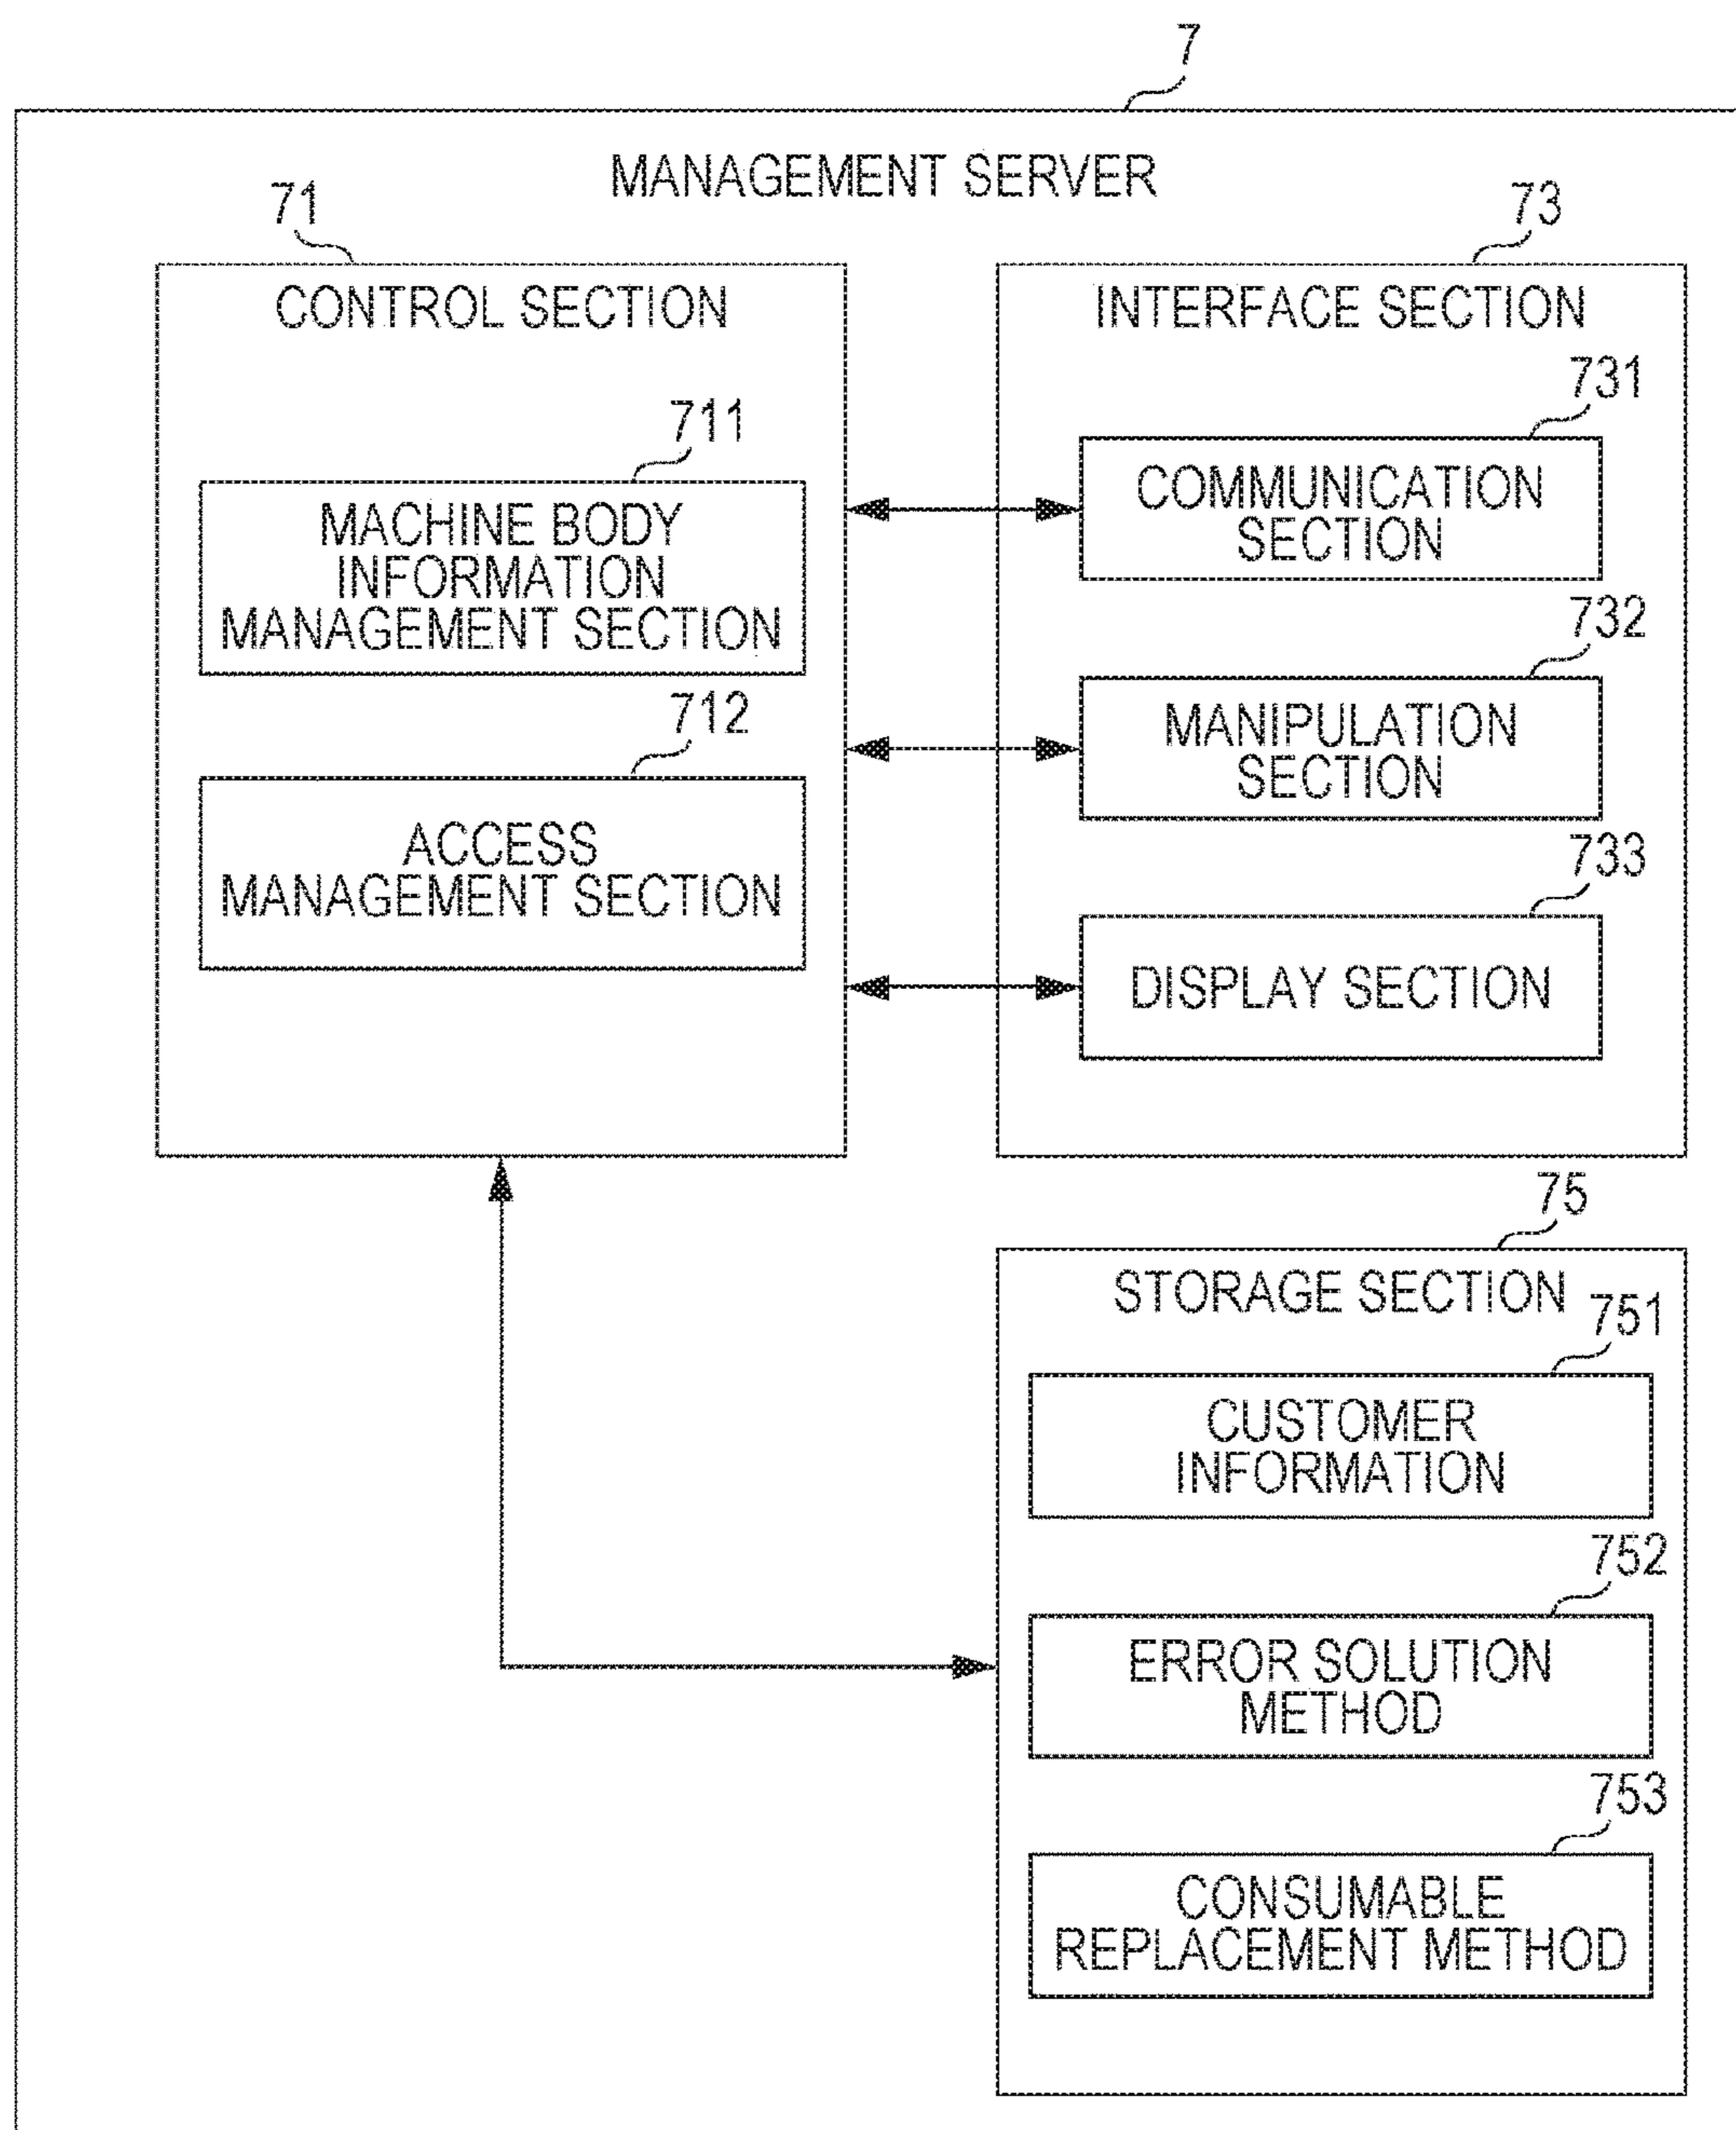 7
MANAGEMENT SERVER
71
CONTROL SECTION
711
MACHINE BODY
INFORMATION
MANAGEMENT SECTION
712
ACCESS
MANAGEMENT SECTION
73
INTERFACE SECTION
731
COMMUNICATION
SECTION
732
MANIPULATION
SECTION
733
DISPLAY SECTION
75
STORAGE SECTION
751
CUSTOMER
INFORMATION
752
ERROR SOLUTION
METHOD
753
CONSUMABLE
REPLACEMENT METHOD